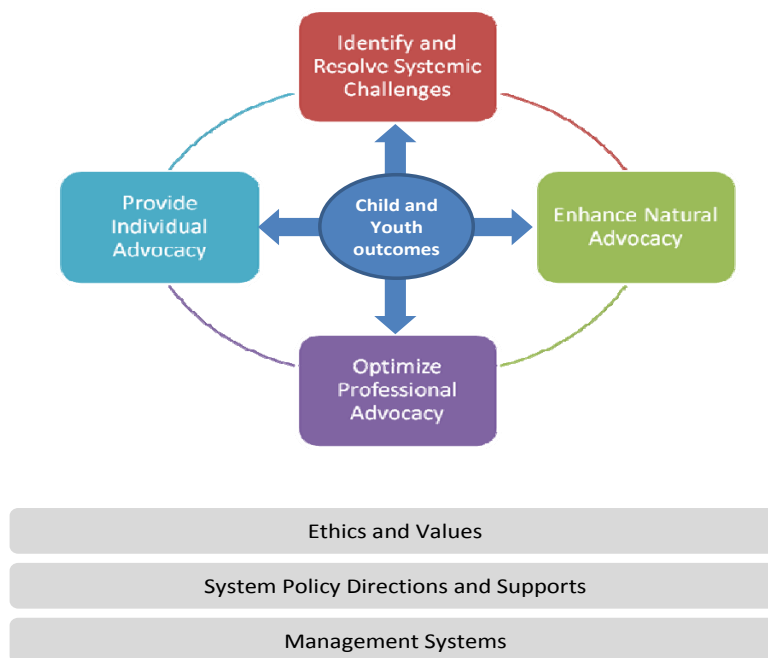 Identify and
Resolve Systemic
Challenges
Provide
Individual
Advocacy
Child and
Youth
outcomes
Enhance Natural
Advocacy
Optimize
Professional
Advocacy
Ethics and Values
System Policy Directions and Supports
Management Systems